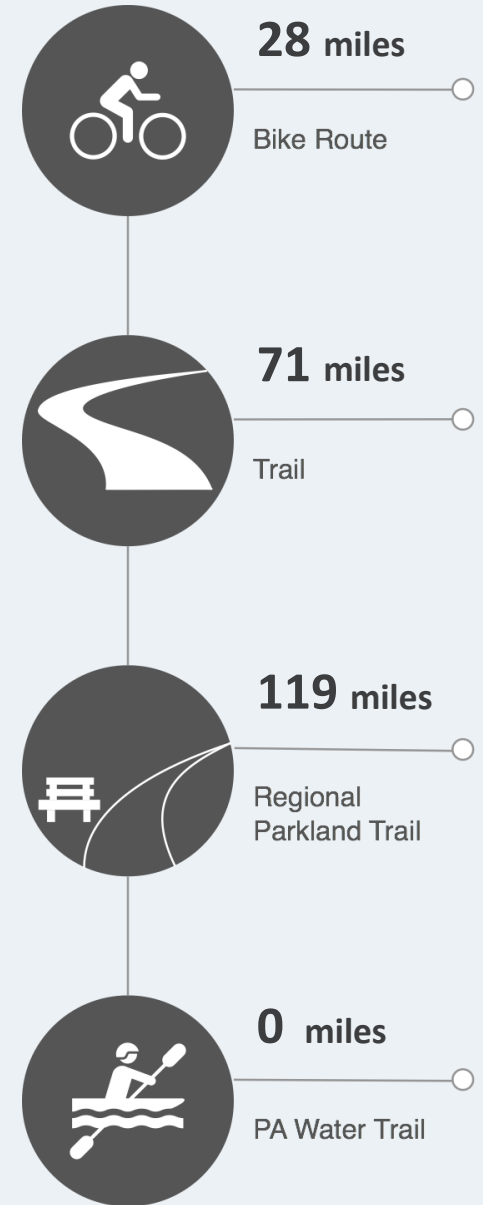 28 miles
Bike Route
71 miles
Trail
119 miles
Regional
Parkland Trail
0 miles
PA Water Trail